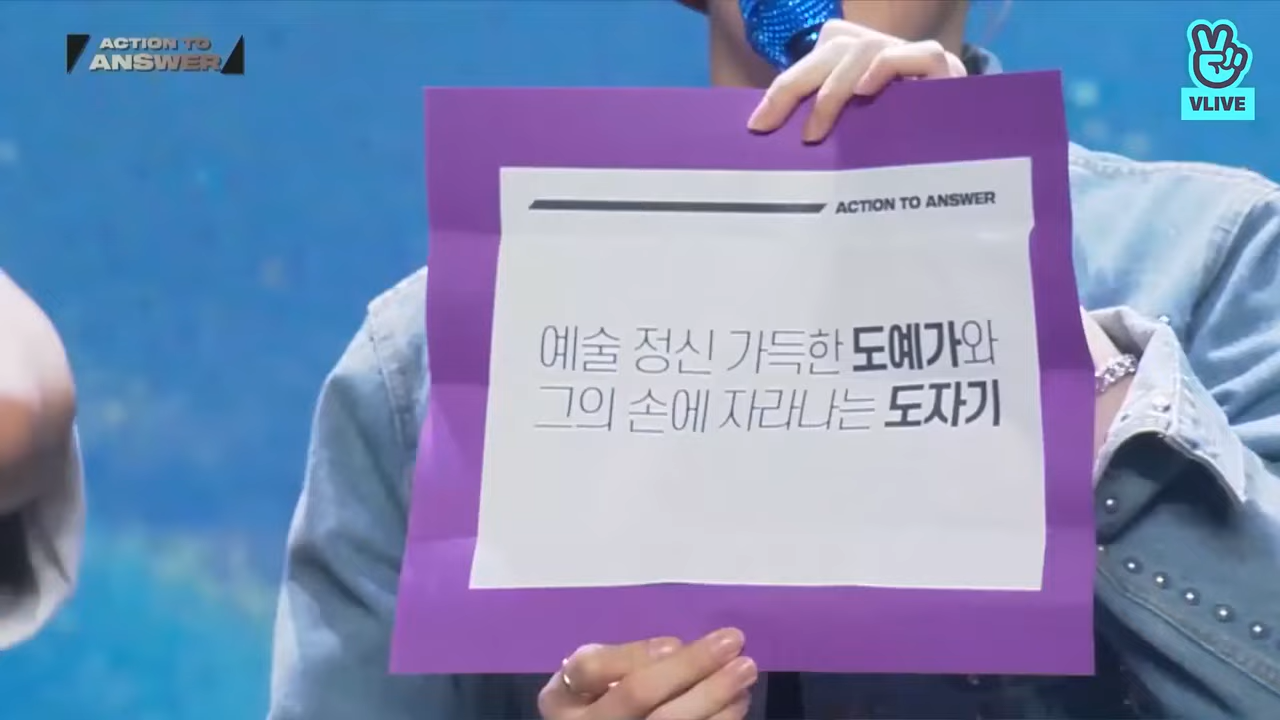 ACTION TO
ANSWER
VLIVE
ACTION TO ANSWER
예술 정신 가득한 도예가와
그의 손에 자라나는 도자기